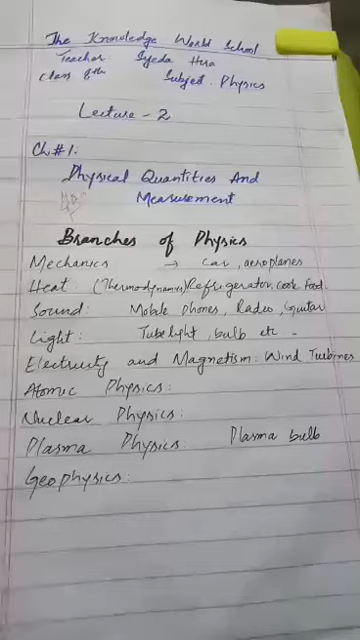 The Knowledge World School
Teacher Syeda Hira
Class 8th Subject. Physics
Lecture - 2
Ch#1:
Physical Quantities And
Measurement
Branches of Physics
Mechanics → Car, aeroplanes
Heat: (Thermodynamics) Refrigerator, cook food.
Sound: Mobile phones, Radio, Guitar
Light: Tubelight, bulb etc -
Electricity and Magnetism: Wind Turbines
Atomic Physics:
Nuclear Physics:
Plasma Physics: Plasma bulb
Geophysics: